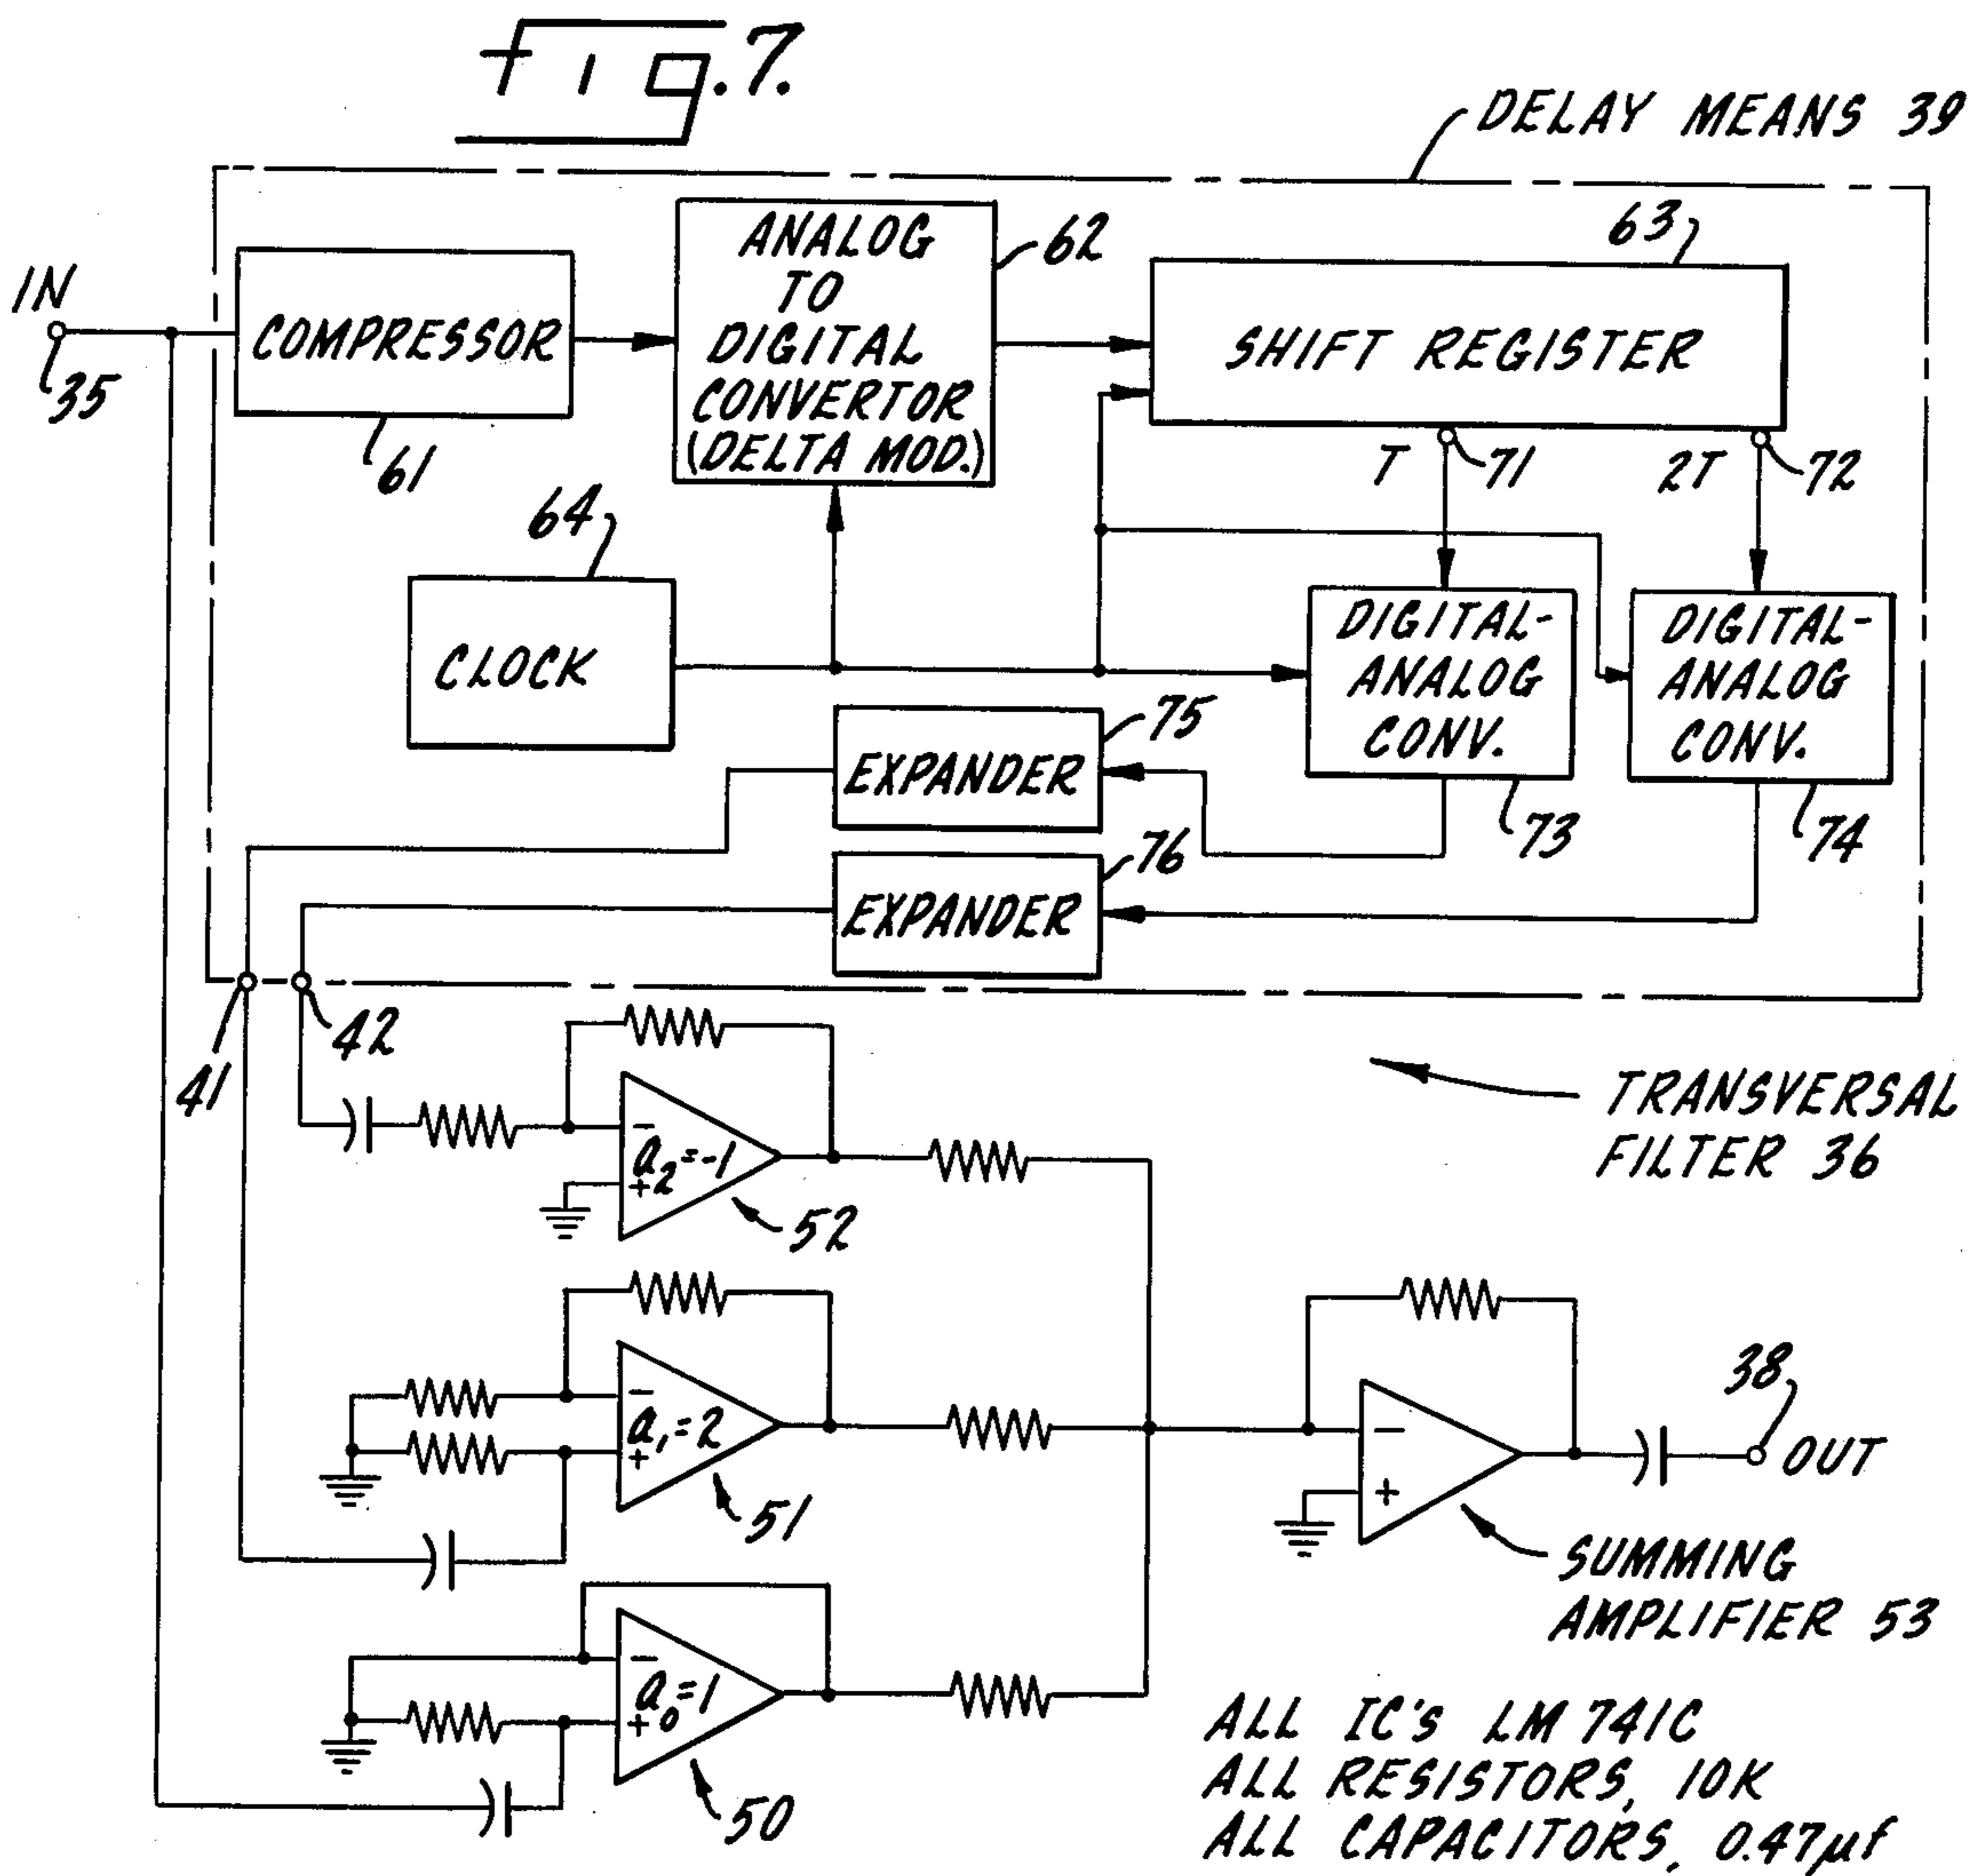 Fig. 7.
DELAY MEANS 39
IN
35
COMPRESSOR
61
ANALOG
TO
DIGITAL
CONVERTOR
(DELTA MOD.)
62
63
SHIFT REGISTER
T
71
2T
72
64
CLOCK
DIGITAL-
ANALOG
CONV.
73
DIGITAL-
ANALOG
CONV.
74
75
EXPANDER
76
EXPANDER
41
42
TRANSVERSAL
FILTER 36
−
a₂=-1
+
52
−
a₁=2
+
51
−
a₀=1
+
50
−
+
38
OUT
SUMMING
AMPLIFIER 53
ALL IC's LM 741C
ALL RESISTORS, 10K
ALL CAPACITORS, 0.47µf